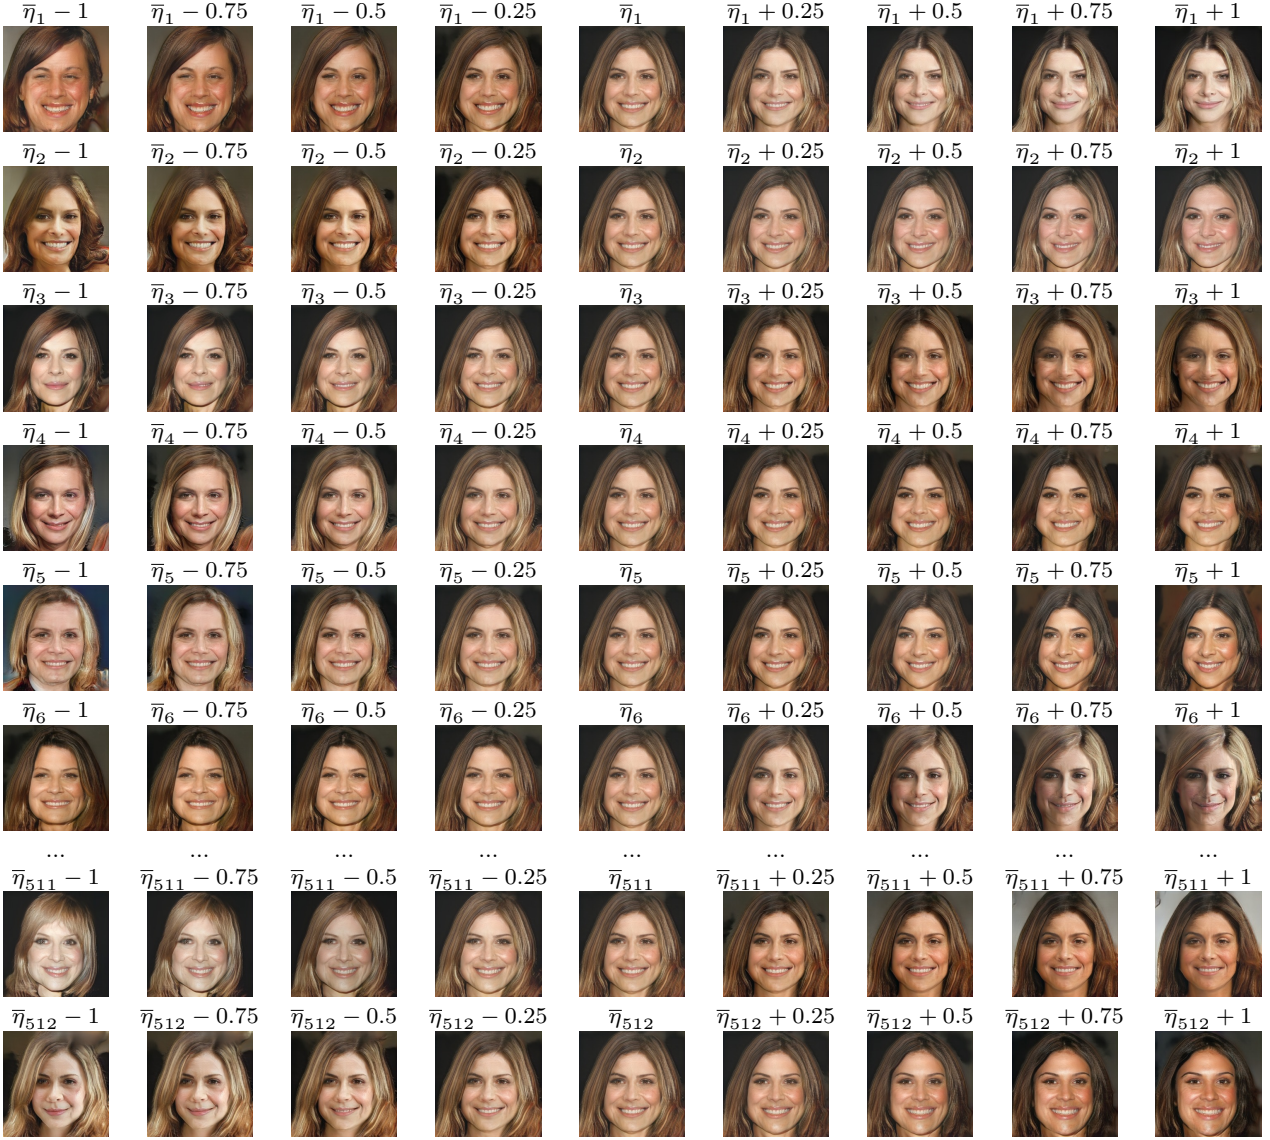 η̅₁ − 1 η̅₁ − 0.75 η̅₁ − 0.5 η̅₁ − 0.25 η̅₁ η̅₁ + 0.25 η̅₁ + 0.5 η̅₁ + 0.75 η̅₁ + 1
η̅₂ − 1 η̅₂ − 0.75 η̅₂ − 0.5 η̅₂ − 0.25 η̅₂ η̅₂ + 0.25 η̅₂ + 0.5 η̅₂ + 0.75 η̅₂ + 1
η̅₃ − 1 η̅₃ − 0.75 η̅₃ − 0.5 η̅₃ − 0.25 η̅₃ η̅₃ + 0.25 η̅₃ + 0.5 η̅₃ + 0.75 η̅₃ + 1
η̅₄ − 1 η̅₄ − 0.75 η̅₄ − 0.5 η̅₄ − 0.25 η̅₄ η̅₄ + 0.25 η̅₄ + 0.5 η̅₄ + 0.75 η̅₄ + 1
η̅₅ − 1 η̅₅ − 0.75 η̅₅ − 0.5 η̅₅ − 0.25 η̅₅ η̅₅ + 0.25 η̅₅ + 0.5 η̅₅ + 0.75 η̅₅ + 1
η̅₆ − 1 η̅₆ − 0.75 η̅₆ − 0.5 η̅₆ − 0.25 η̅₆ η̅₆ + 0.25 η̅₆ + 0.5 η̅₆ + 0.75 η̅₆ + 1
... ... ... ... ... ... ... ... ...
η̅₅₁₁ − 1 η̅₅₁₁ − 0.75 η̅₅₁₁ − 0.5 η̅₅₁₁ − 0.25 η̅₅₁₁ η̅₅₁₁ + 0.25 η̅₅₁₁ + 0.5 η̅₅₁₁ + 0.75 η̅₅₁₁ + 1
η̅₅₁₂ − 1 η̅₅₁₂ − 0.75 η̅₅₁₂ − 0.5 η̅₅₁₂ − 0.25 η̅₅₁₂ η̅₅₁₂ + 0.25 η̅₅₁₂ + 0.5 η̅₅₁₂ + 0.75 η̅₅₁₂ + 1